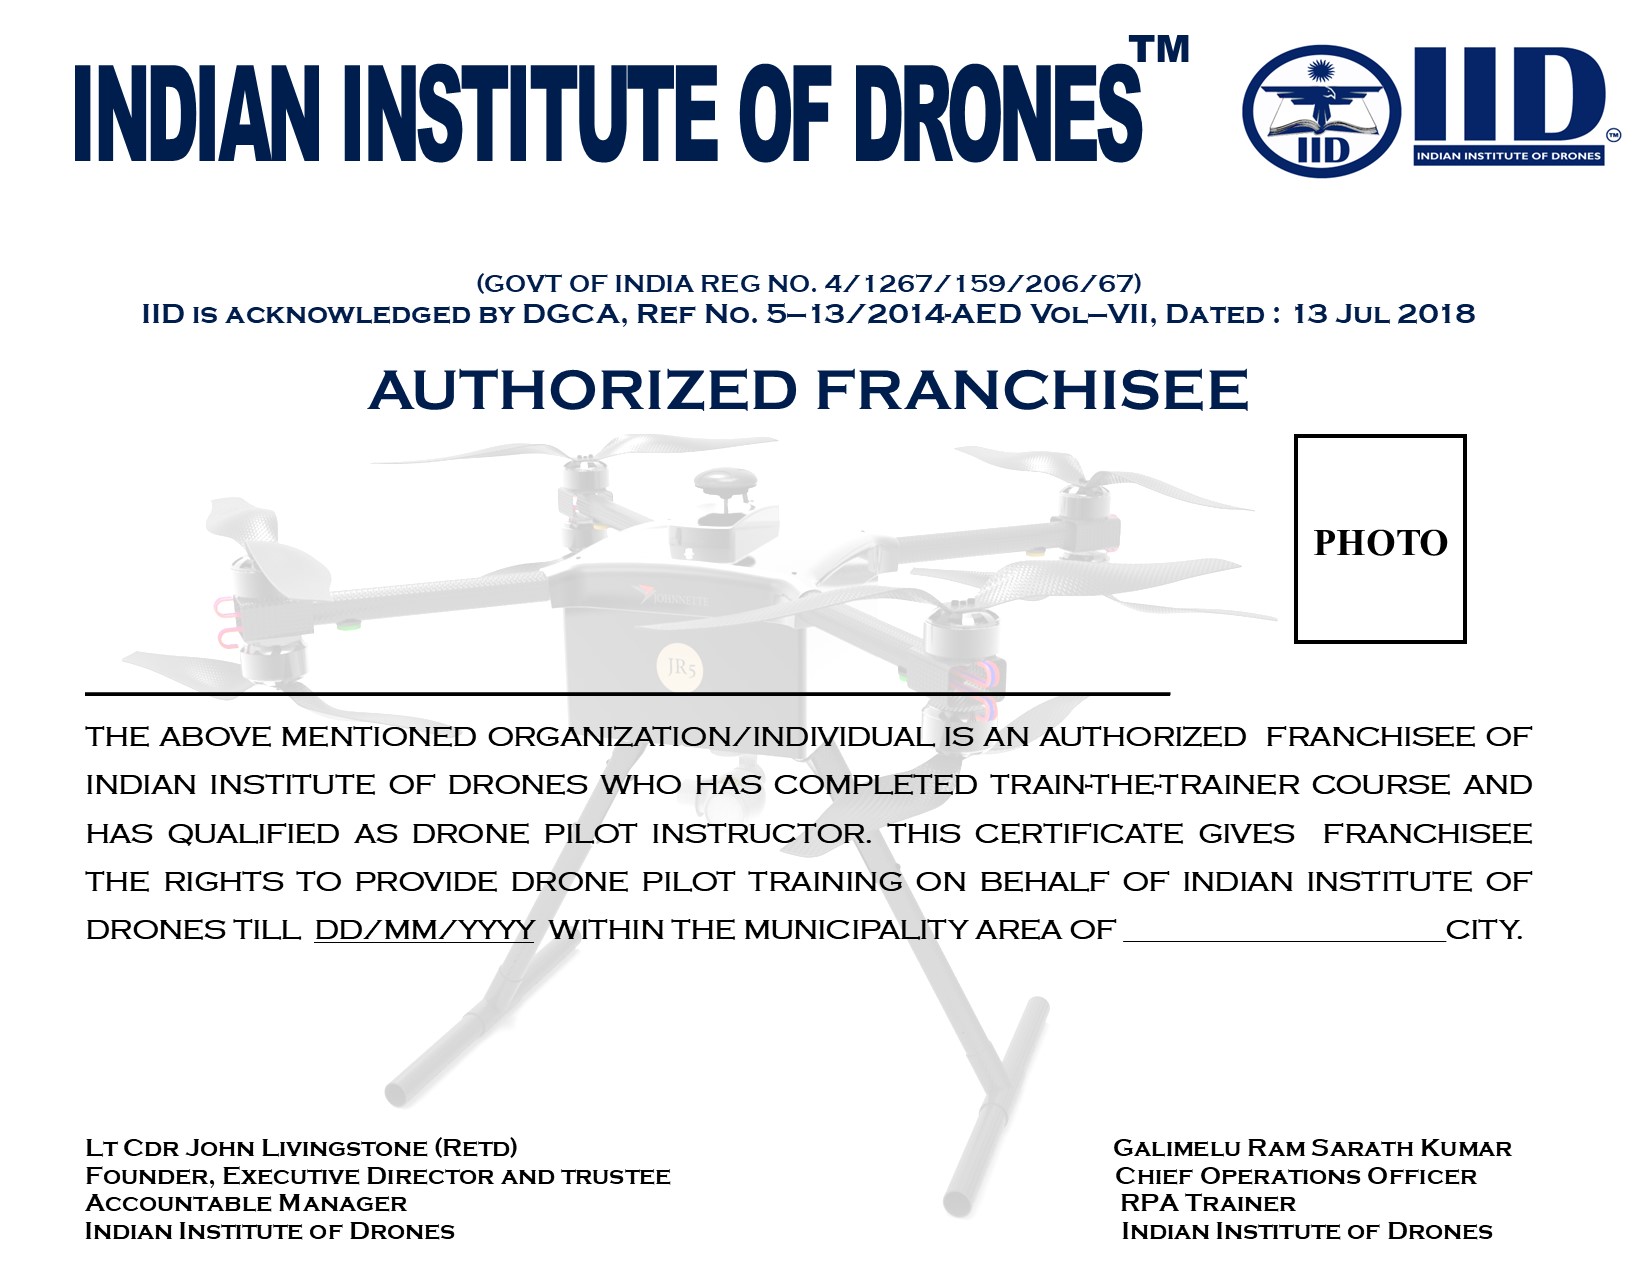 INDIAN INSTITUTE OF DRONES™
IID
IID
INDIAN INSTITUTE OF DRONES
TM
(GOVT OF INDIA REG NO. 4/1267/159/206/67)
IID IS ACKNOWLEDGED BY DGCA, REF NO. 5–13/2014-AED VOL–VII, DATED : 13 JUL 2018
AUTHORIZED FRANCHISEE
PHOTO
JOHNNETTE
JR5
THE ABOVE MENTIONED ORGANIZATION/INDIVIDUAL IS AN AUTHORIZED FRANCHISEE OF
INDIAN INSTITUTE OF DRONES WHO HAS COMPLETED TRAIN-THE-TRAINER COURSE AND
HAS QUALIFIED AS DRONE PILOT INSTRUCTOR. THIS CERTIFICATE GIVES FRANCHISEE
THE RIGHTS TO PROVIDE DRONE PILOT TRAINING ON BEHALF OF INDIAN INSTITUTE OF
DRONES TILL DD/MM/YYYY WITHIN THE MUNICIPALITY AREA OF ____________________CITY.
LT CDR JOHN LIVINGSTONE (RETD)
FOUNDER, EXECUTIVE DIRECTOR AND TRUSTEE
ACCOUNTABLE MANAGER
INDIAN INSTITUTE OF DRONES
GALIMELU RAM SARATH KUMAR
CHIEF OPERATIONS OFFICER
RPA TRAINER
INDIAN INSTITUTE OF DRONES